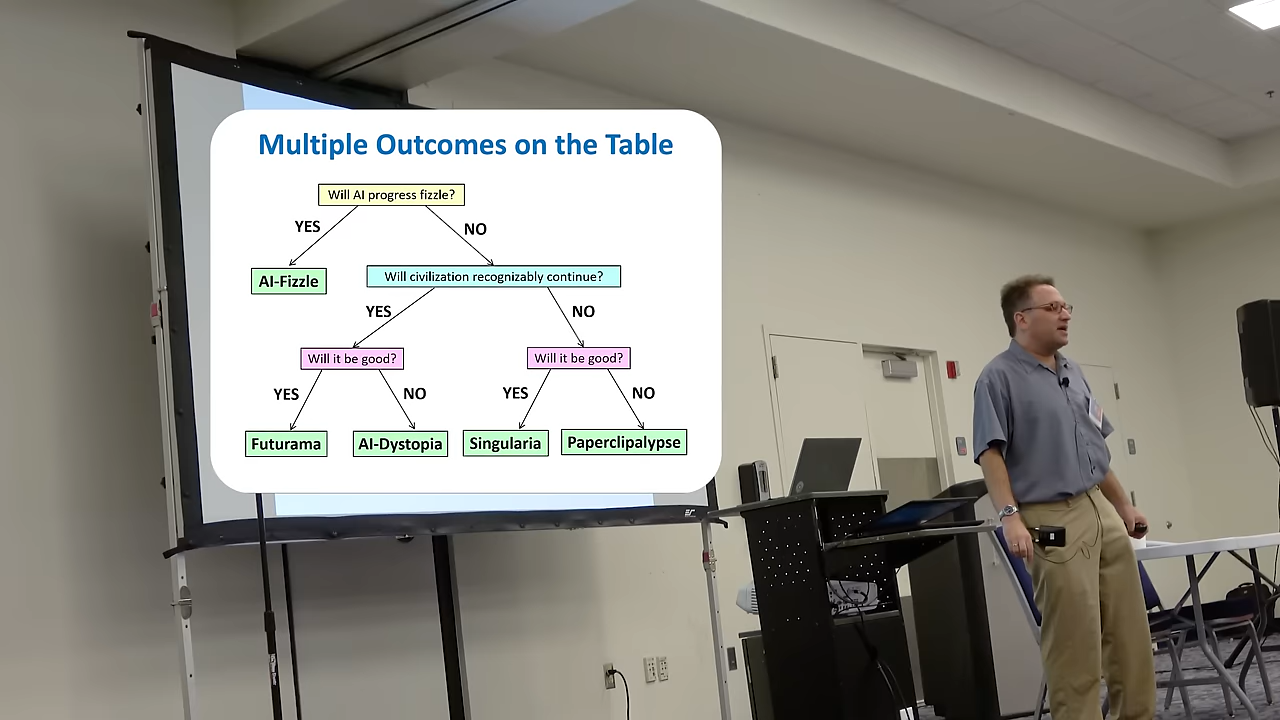 Multiple Outcomes on the Table
Will AI progress fizzle?
YES
NO
AI-Fizzle
Will civilization recognizably continue?
YES
NO
Will it be good?
Will it be good?
YES
NO
YES
NO
Futurama
AI-Dystopia
Singularia
Paperclipalypse